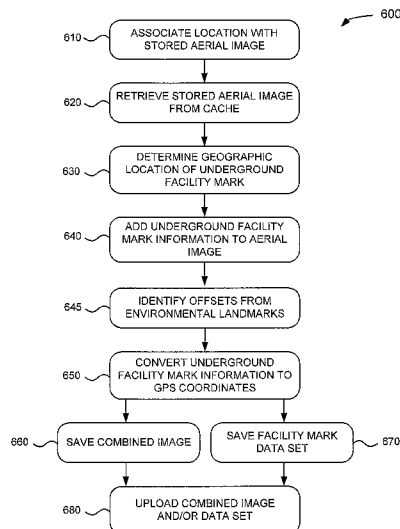 600
610
ASSOCIATE LOCATION WITH
STORED AERIAL IMAGE
620
RETRIEVE STORED AERIAL IMAGE
FROM CACHE
630
DETERMINE GEOGRAPHIC
LOCATION OF UNDERGROUND
FACILITY MARK
640
ADD UNDERGROUND FACILITY
MARK INFORMATION TO AERIAL
IMAGE
645
IDENTIFY OFFSETS FROM
ENVIRONMENTAL LANDMARKS
650
CONVERT UNDERGROUND
FACILITY MARK INFORMATION TO
GPS COORDINATES
660
SAVE COMBINED IMAGE
SAVE FACILITY MARK
DATA SET
670
680
UPLOAD COMBINED IMAGE
AND/OR DATA SET